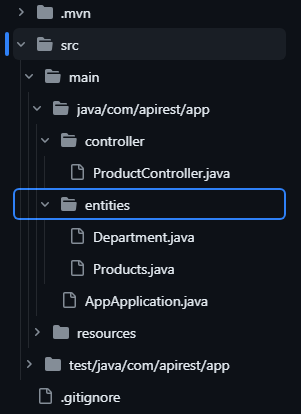 .mvn
src
main
java/com/apirest/app
controller
ProductController.java
entities
Department.java
Products.java
AppApplication.java
resources
test/java/com/apirest/app
.gitignore